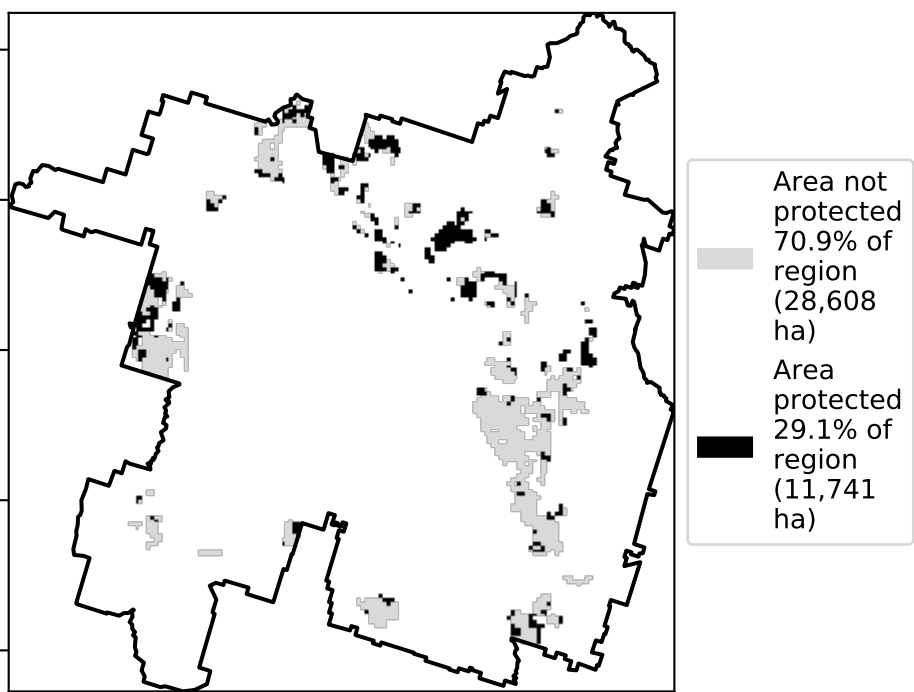 Area not
protected
70.9% of
region
(28,608
ha)
Area
protected
29.1% of
region
(11,741
ha)